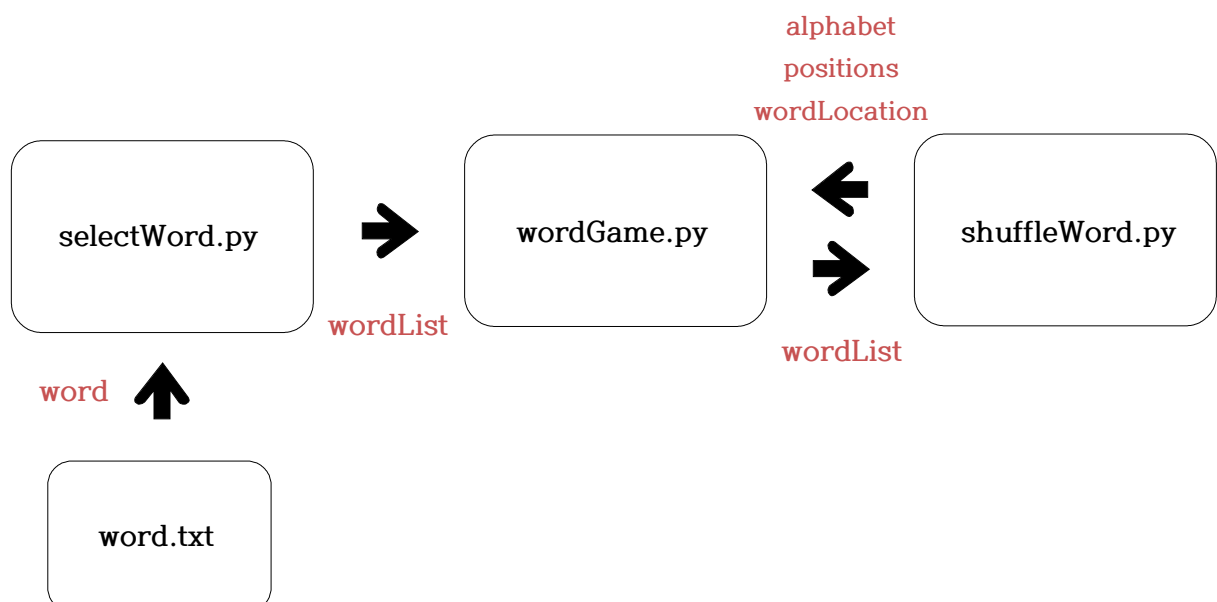 alphabet
positions
wordLocation
selectWord.py
wordGame.py
shuffleWord.py
wordList
wordList
word
word.txt